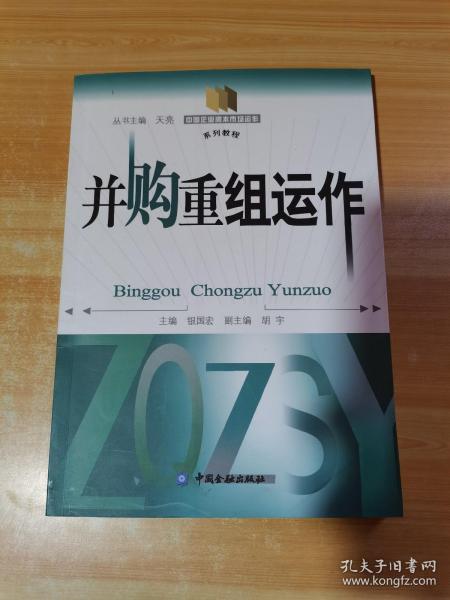 丛书主编 天亮
中国企业资本市场运作
系列教程
并购重组运作
Binggou Chongzu Yunzuo
主编 银国宏 副主编 胡宇
ZQZSY
中国金融出版社
孔夫子旧书网
www.kongfz.com